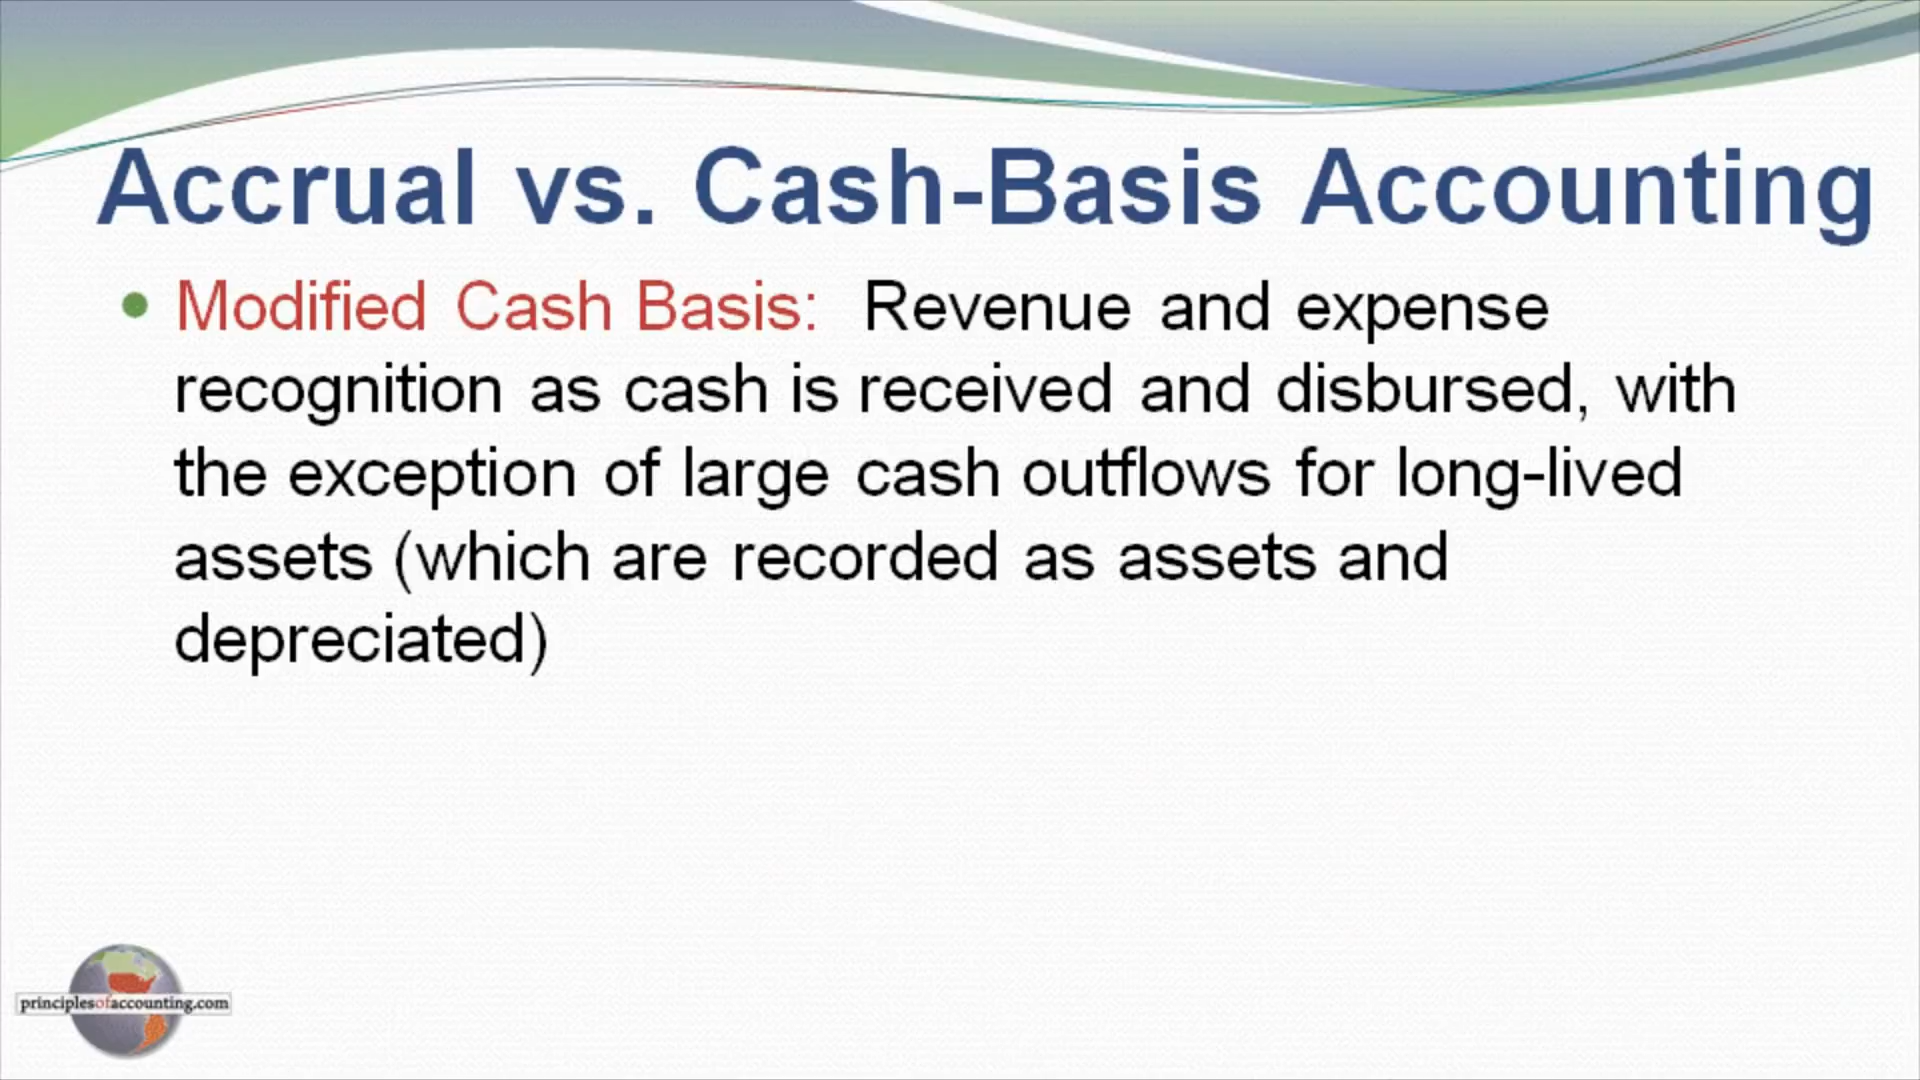 Accrual vs. Cash-Basis Accounting
Modified Cash Basis: Revenue and expense
recognition as cash is received and disbursed, with
the exception of large cash outflows for long-lived
assets (which are recorded as assets and
depreciated)
principlesofaccounting.com